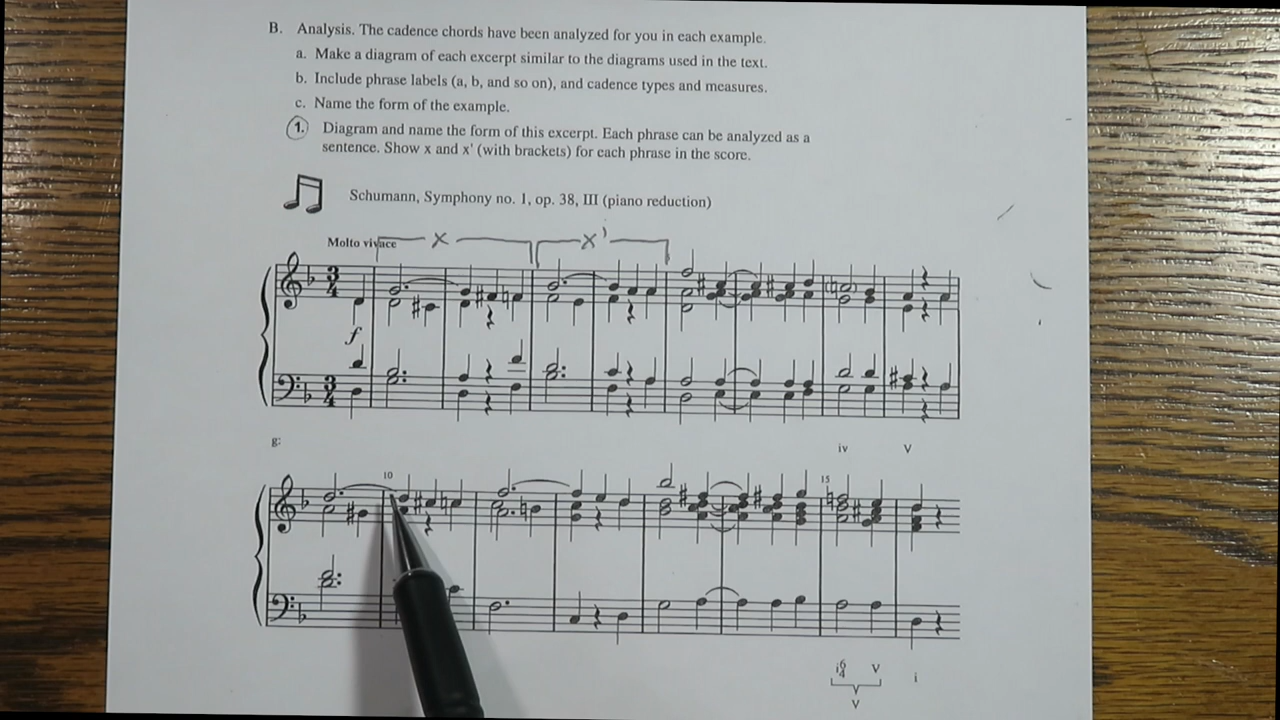 B. Analysis. The cadence chords have been analyzed for you in each example.
a. Make a diagram of each excerpt similar to the diagrams used in the text.
b. Include phrase labels (a, b, and so on), and cadence types and measures.
c. Name the form of the example.
1. Diagram and name the form of this excerpt. Each phrase can be analyzed as a
sentence. Show x and x' (with brackets) for each phrase in the score.
Schumann, Symphony no. 1, op. 38, III (piano reduction)
Molto vivace x x'
3 4
f
3 4
g: iv V
10 15
i6 4 V i
V